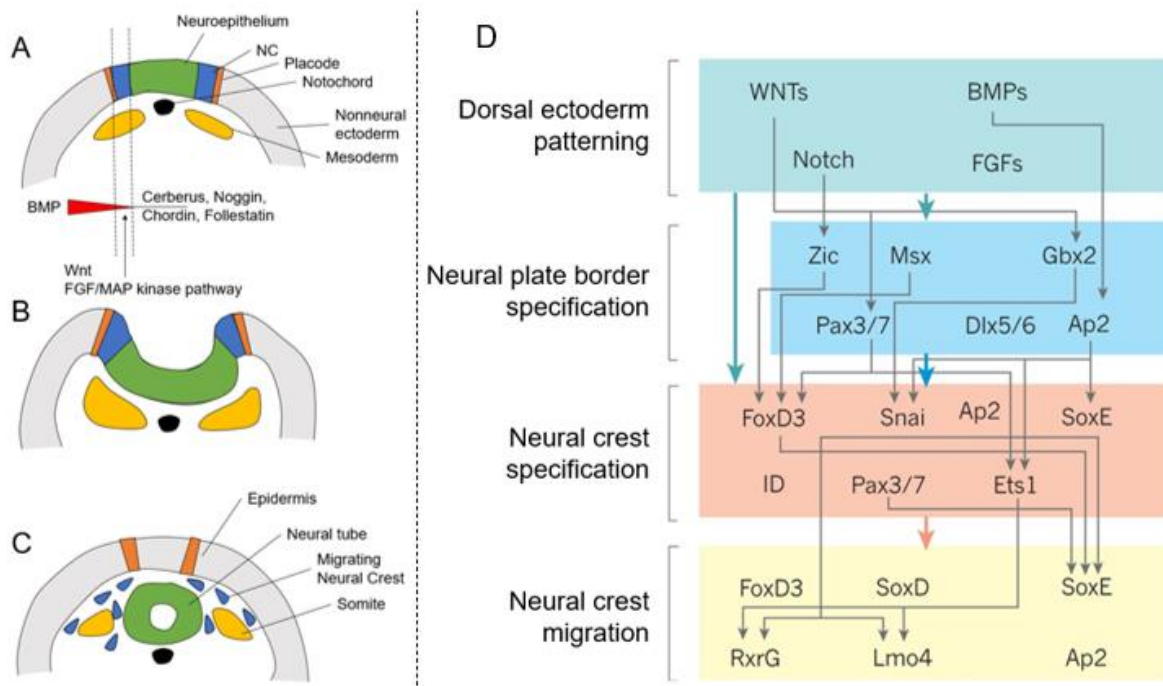 A
Neuroepithelium
NC
Placode
Notochord
Nonneural
ectoderm
Mesoderm
BMP
Cerberus, Noggin,
Chordin, Follestatin
Wnt
FGF/MAP kinase pathway
B
C
Epidermis
Neural tube
Migrating
Neural Crest
Somite
D
Dorsal ectoderm
patterning
WNTs BMPs
Notch FGFs
Neural plate border
specification
Zic Msx Gbx2
Pax3/7 Dlx5/6 Ap2
Neural crest
specification
FoxD3 Snai Ap2 SoxE
ID Pax3/7 Ets1
Neural crest
migration
FoxD3 SoxD SoxE
RxrG Lmo4 Ap2